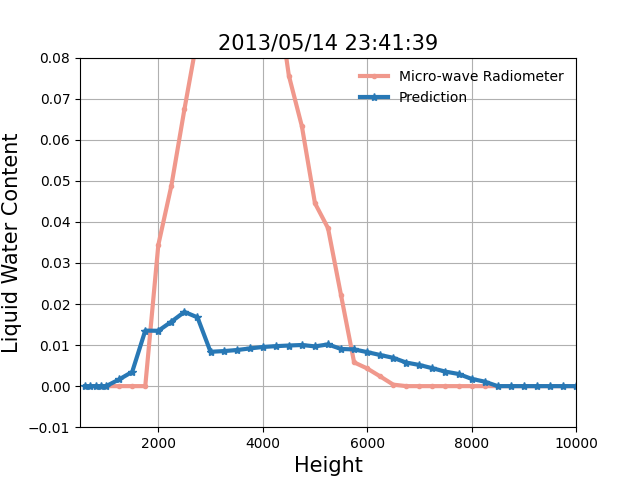 2013/05/14 23:41:39
0.08
0.07
0.06
0.05
0.04
0.03
0.02
0.01
0.00
−0.01
Liquid Water Content
Micro-wave Radiometer
Prediction
2000 4000 6000 8000 10000
Height